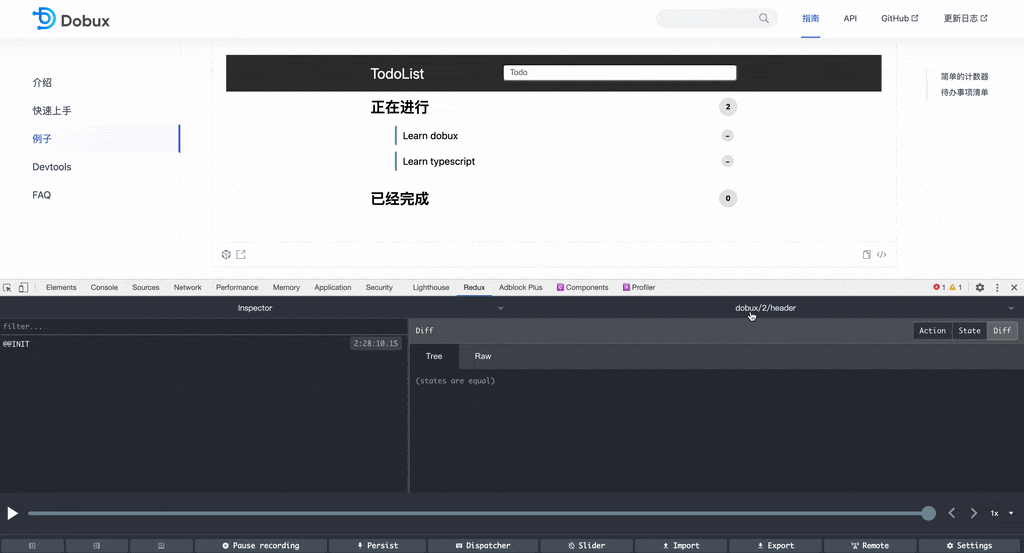 Dobux
指南
API
GitHub
更新日志
介绍
快速上手
例子
Devtools
FAQ
TodoList
Todo
正在进行
2
Learn dobux
–
Learn typescript
–
已经完成
0
简单的计数器
待办事项清单
Elements
Console
Sources
Network
Performance
Memory
Application
Security
Lighthouse
Redux
Adblock Plus
Components
Profiler
1
1
Inspector
dobux/2/header
filter...
@@INIT
2:28:10.15
Diff
Action
State
Diff
Tree
Raw
(states are equal)
1x
Pause recording
Persist
Dispatcher
Slider
Import
Export
Remote
Settings